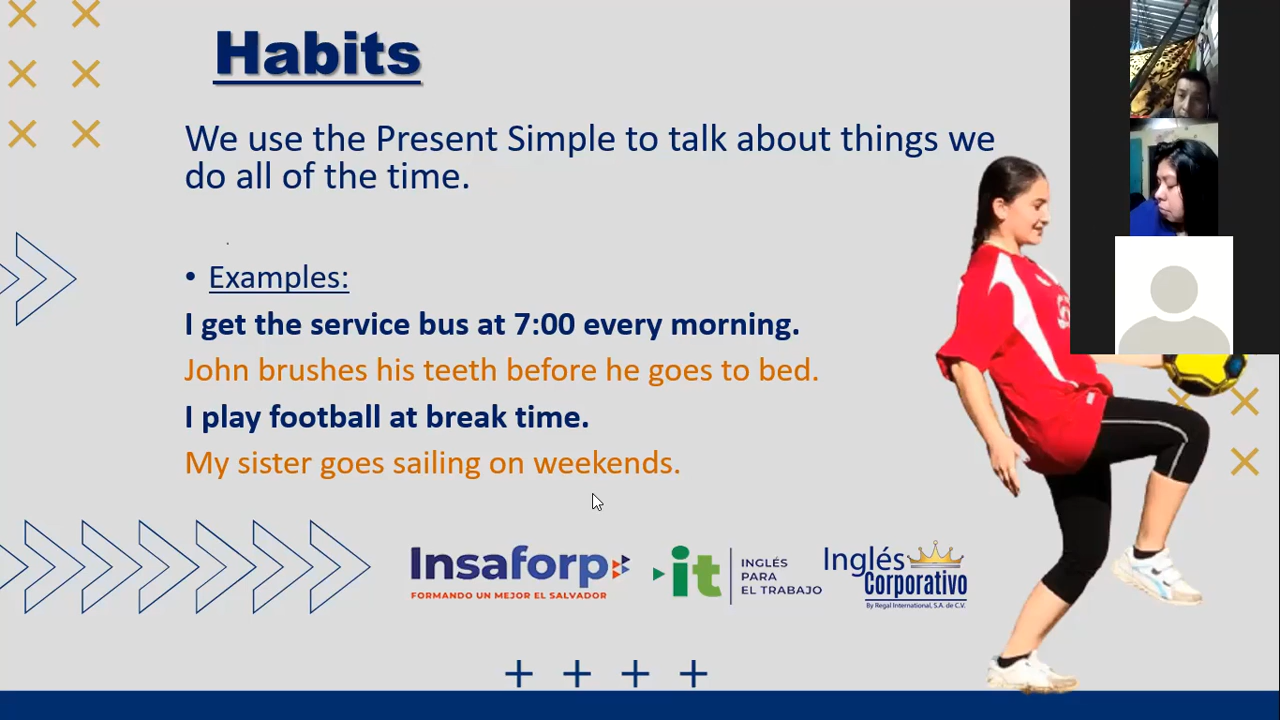 Habits
We use the Present Simple to talk about things we
do all of the time.
• Examples:
I get the service bus at 7:00 every morning.
John brushes his teeth before he goes to bed.
I play football at break time.
My sister goes sailing on weekends.
Insaforp
FORMANDO UN MEJOR EL SALVADOR
it
INGLÉS
PARA
EL TRABAJO
Inglés
Corporativo
By Regal International, S.A. de C.V.